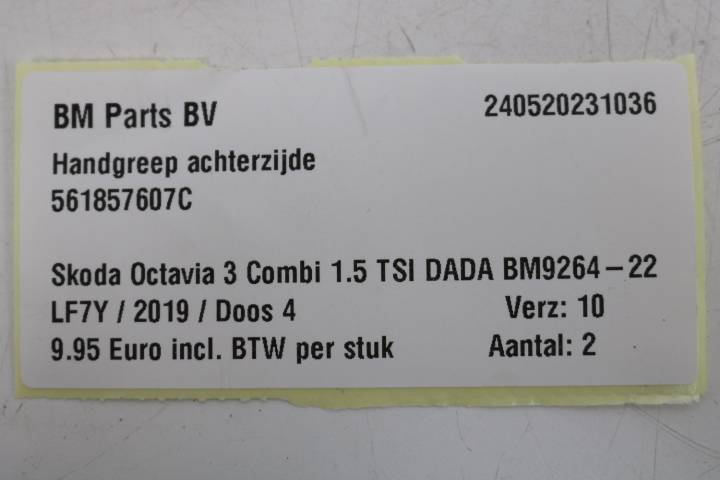 BM Parts BV 240520231036
Handgreep achterzijde
561857607C
Skoda Octavia 3 Combi 1.5 TSI DADA BM9264-22
LF7Y / 2019 / Doos 4 Verz: 10
9.95 Euro incl. BTW per stuk Aantal: 2